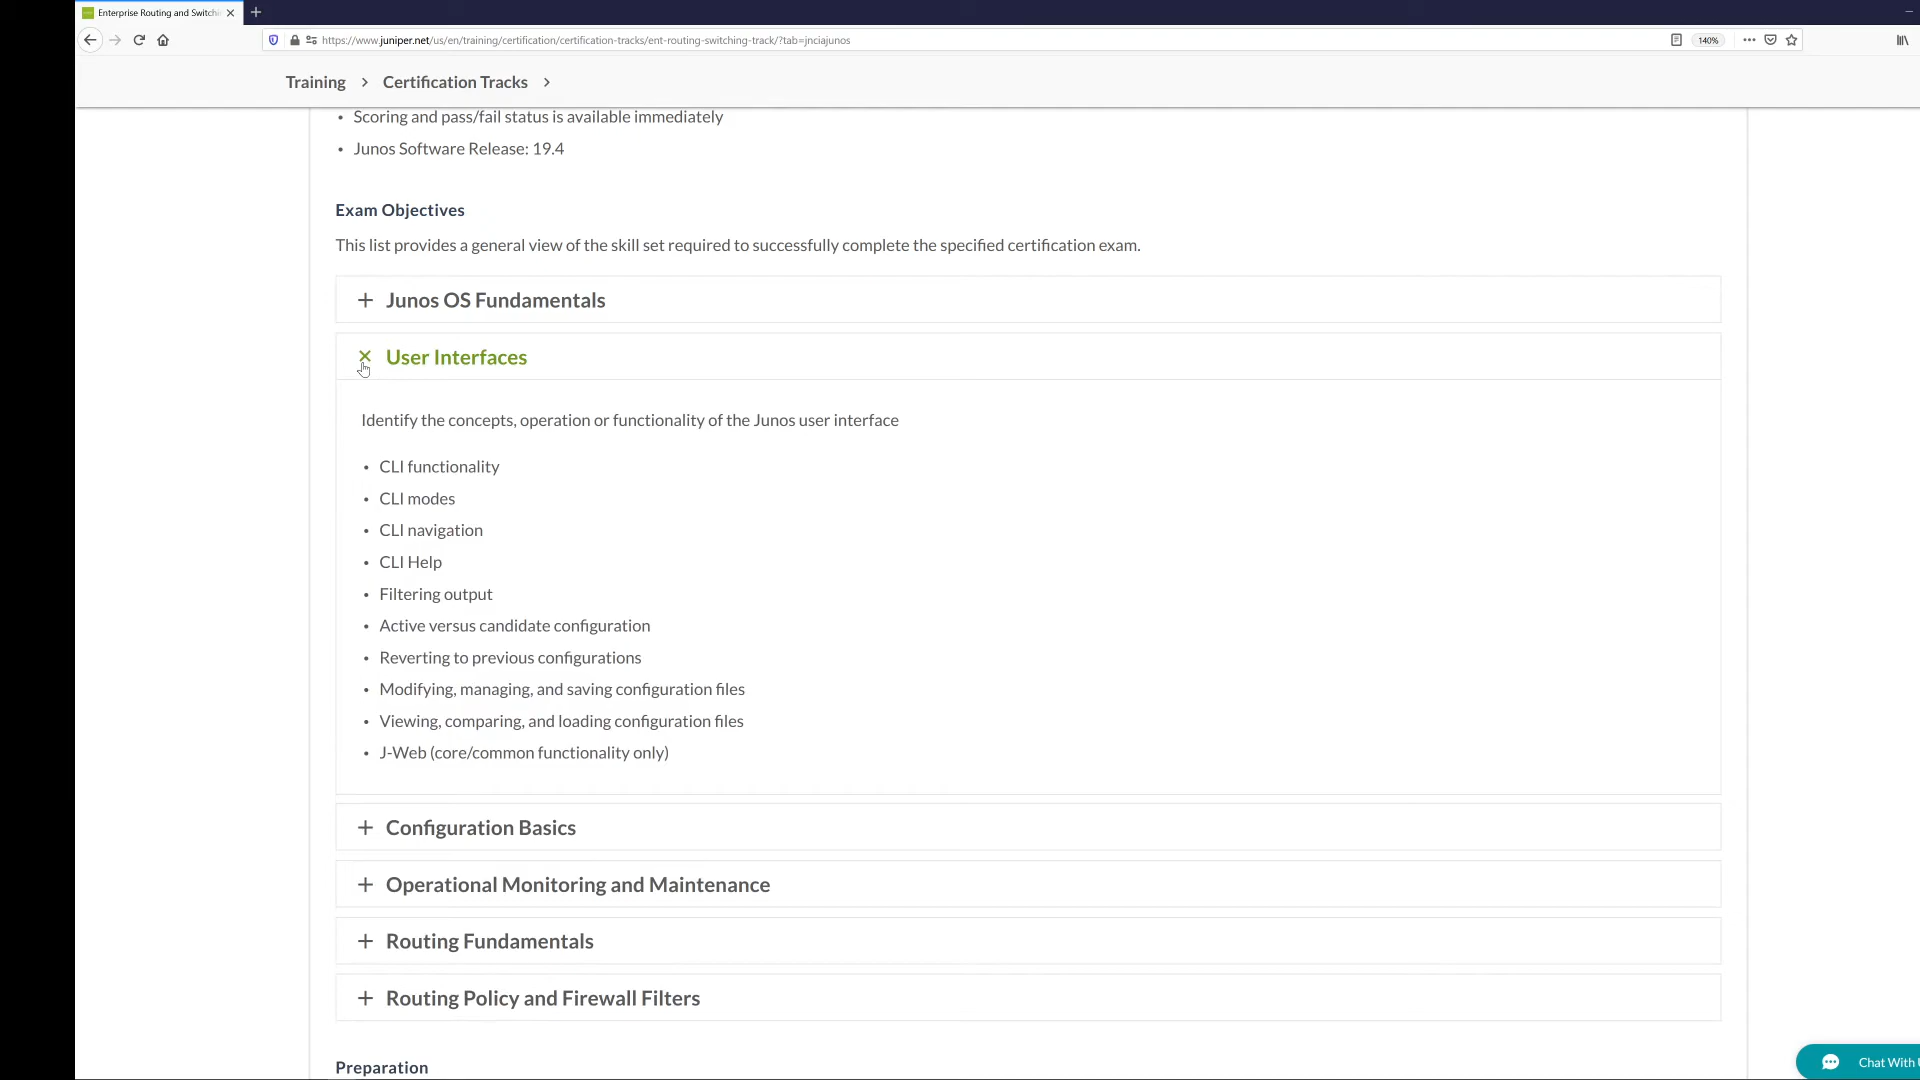 Enterprise Routing and Switchi
https://www.juniper.net/us/en/training/certification/certification-tracks/ent-routing-switching-track/?tab=jnciajunos
140%
Training > Certification Tracks >
• Scoring and pass/fail status is available immediately
• Junos Software Release: 19.4
Exam Objectives
This list provides a general view of the skill set required to successfully complete the specified certification exam.
+ Junos OS Fundamentals
× User Interfaces
Identify the concepts, operation or functionality of the Junos user interface
• CLI functionality
• CLI modes
• CLI navigation
• CLI Help
• Filtering output
• Active versus candidate configuration
• Reverting to previous configurations
• Modifying, managing, and saving configuration files
• Viewing, comparing, and loading configuration files
• J-Web (core/common functionality only)
+ Configuration Basics
+ Operational Monitoring and Maintenance
+ Routing Fundamentals
+ Routing Policy and Firewall Filters
Preparation
Chat With